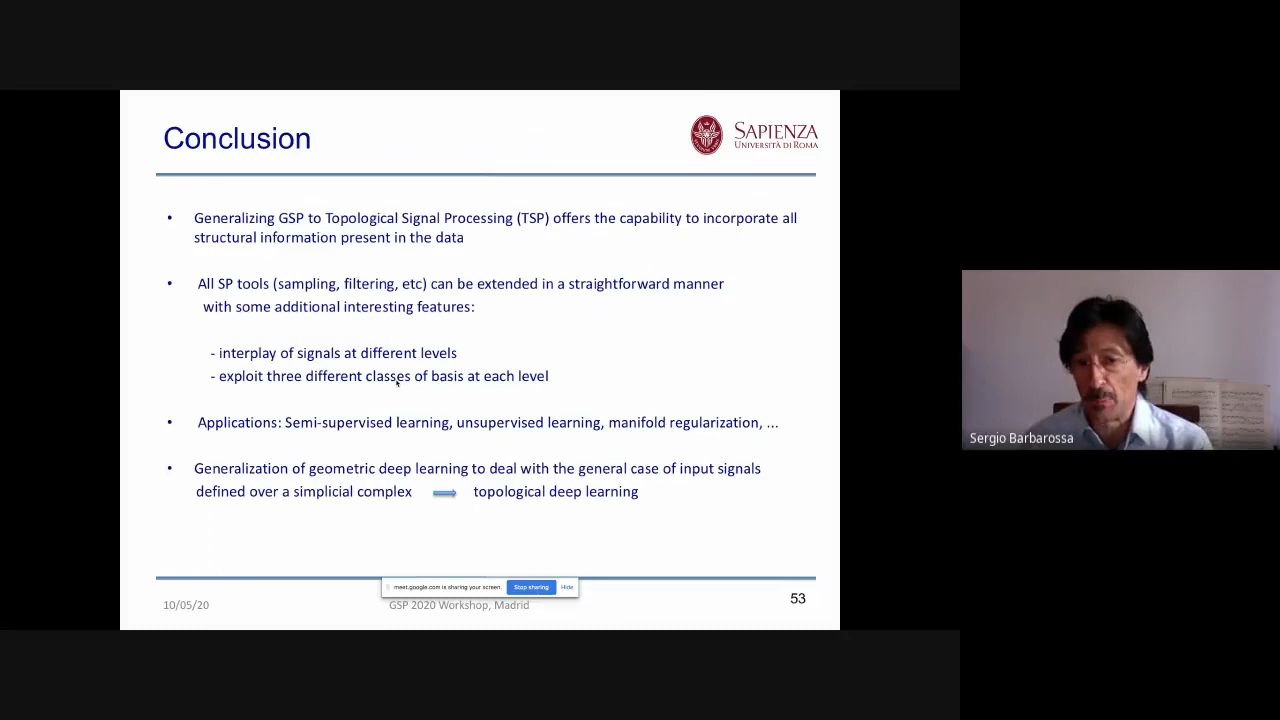 Conclusion
SAPIENZA
UNIVERSITÀ DI ROMA
• Generalizing GSP to Topological Signal Processing (TSP) offers the capability to incorporate all
structural information present in the data
• All SP tools (sampling, filtering, etc) can be extended in a straightforward manner
with some additional interesting features:
- interplay of signals at different levels
- exploit three different classes of basis at each level
• Applications: Semi-supervised learning, unsupervised learning, manifold regularization, ...
• Generalization of geometric deep learning to deal with the general case of input signals
defined over a simplicial complex topological deep learning
meet.google.com is sharing your screen. Stop sharing Hide
10/05/20 GSP 2020 Workshop, Madrid 53
Sergio Barbarossa